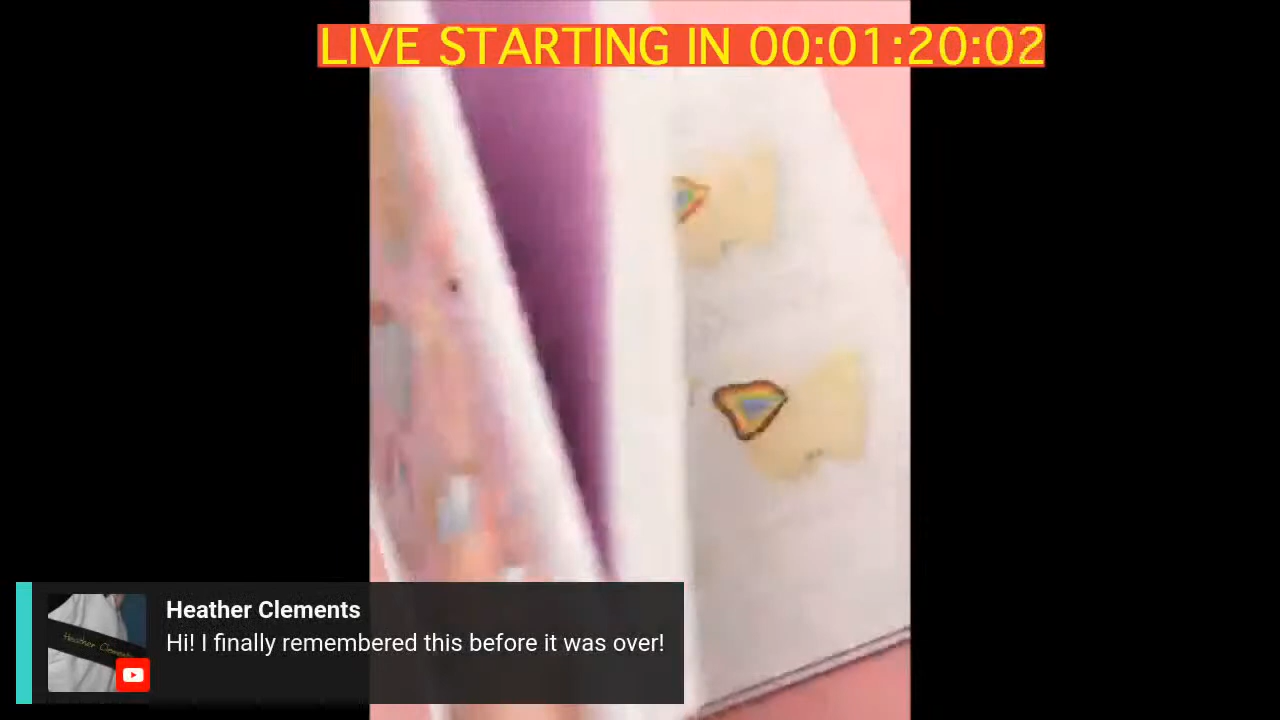 LIVE STARTING IN 00:01:20:02
Heather Clements
Hi! I finally remembered this before it was over!